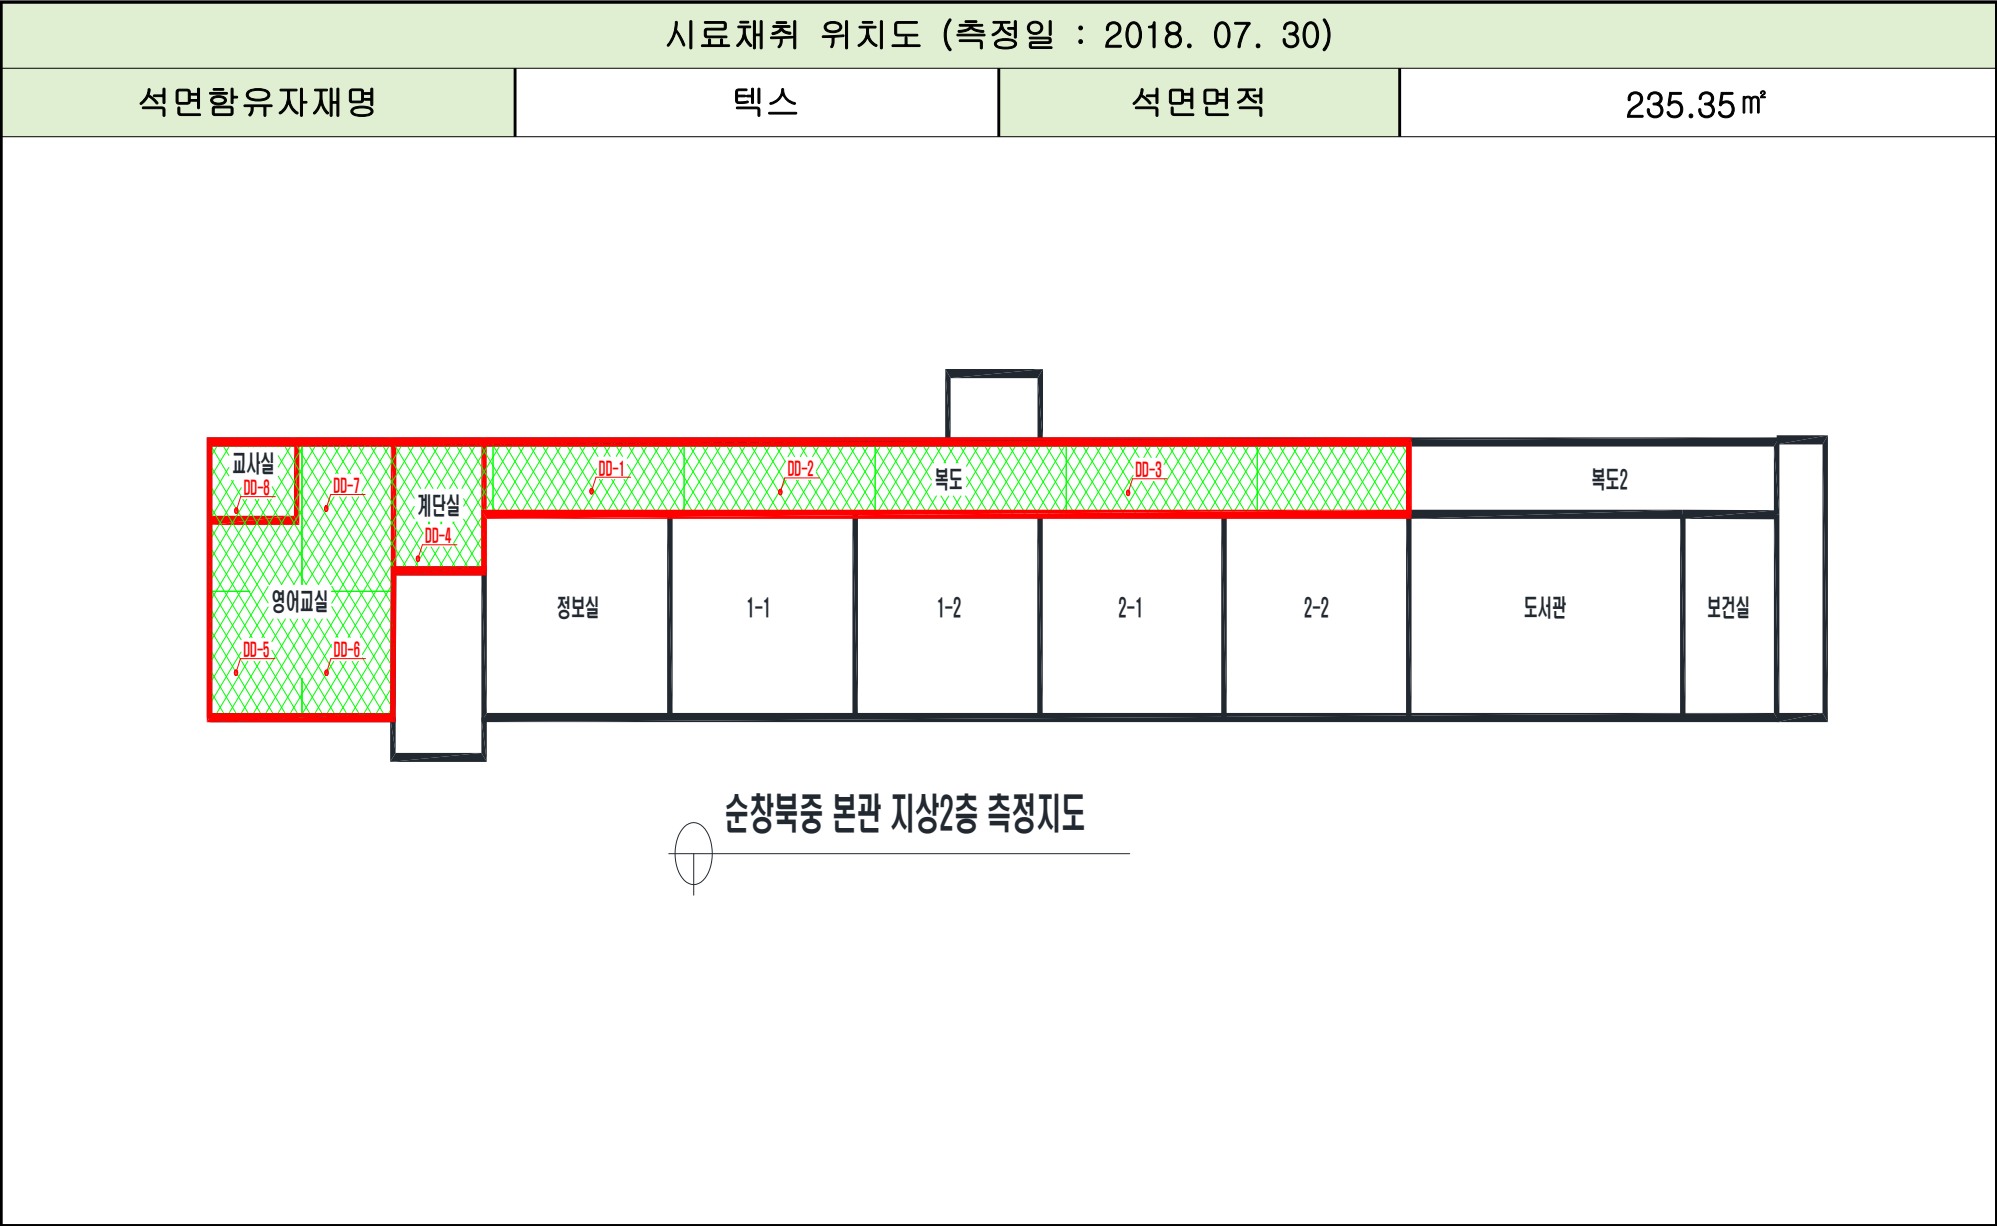 시료채취 위치도 (측정일 : 2018. 07. 30)
석면함유자재명 텍스 석면면적 235.35㎡
교사실
DD-8
DD-7
계단실
DD-4
DD-1
DD-2
복도
DD-3
복도2
영어교실
DD-5
DD-6
정보실
1-1
1-2
2-1
2-2
도서관
보건실
순창북중 본관 지상2층 측정지도